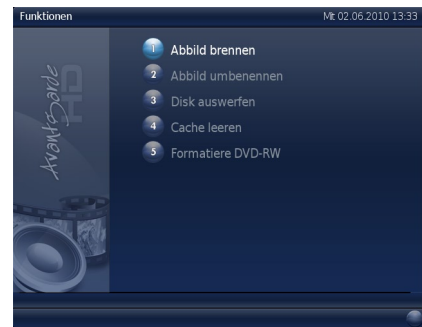 Funktionen
Mit 02.06.2010 13:33
1 Abbild brennen
2 Abbild umbenennen
3 Disk auswerfen
4 Cache leeren
5 Formatiere DVD-RW
AvantGarde
HD